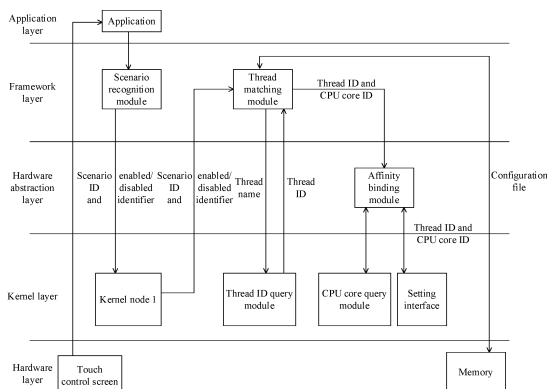 Application
layer
Application
Framework
layer
Scenario
recognition
module
Thread
matching
module
Thread ID and
CPU core ID
Hardware
abstraction
layer
Scenario
ID
and
enabled/
disabled
identifier
Scenario
ID
and
enabled/
disabled
identifier
Thread
name
Thread
ID
Affinity
binding
module
Configuration
file
Thread ID and
CPU core ID
Kernel layer
Kernel node 1
Thread ID query
module
CPU core query
module
Setting
interface
Hardware
layer
Touch
control screen
Memory